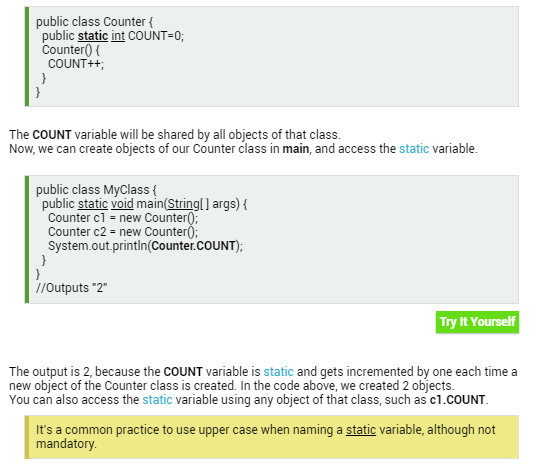 public class Counter {
public static int COUNT=0;
Counter() {
COUNT++;
}
}
The COUNT variable will be shared by all objects of that class.
Now, we can create objects of our Counter class in main, and access the static variable.
public class MyClass {
public static void main(String[ ] args) {
Counter c1 = new Counter();
Counter c2 = new Counter();
System.out.println(Counter.COUNT);
}
}
//Outputs "2"
Try It Yourself
The output is 2, because the COUNT variable is static and gets incremented by one each time a
new object of the Counter class is created. In the code above, we created 2 objects.
You can also access the static variable using any object of that class, such as c1.COUNT.
It's a common practice to use upper case when naming a static variable, although not
mandatory.